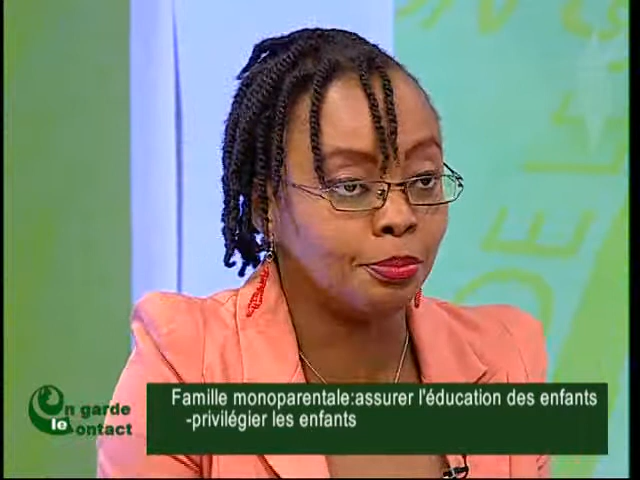 Famille monoparentale:assurer l'éducation des enfants
-privilégier les enfants
On garde
le
Contact